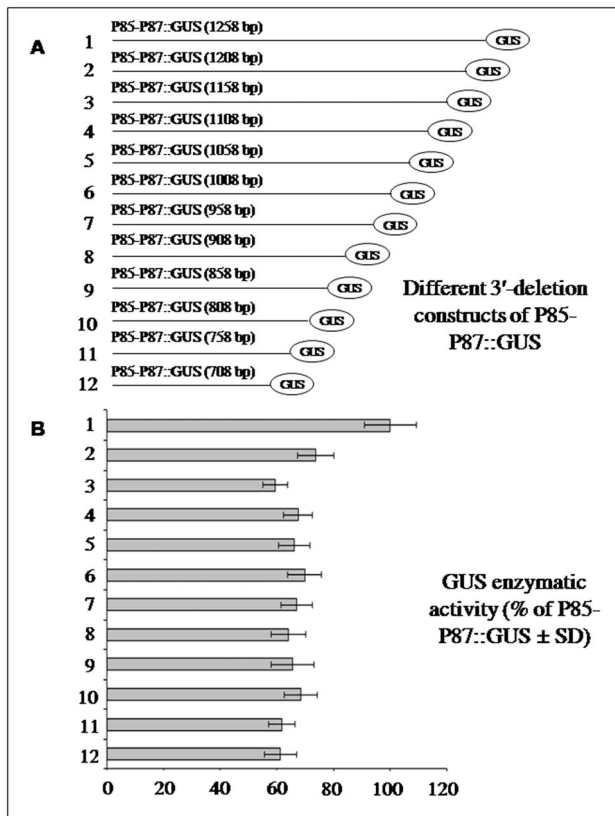 A
1 P85-P87::GUS (1258 bp) GUS
2 P85-P87::GUS (1208 bp) GUS
3 P85-P87::GUS (1158 bp) GUS
4 P85-P87::GUS (1108 bp) GUS
5 P85-P87::GUS (1058 bp) GUS
6 P85-P87::GUS (1008 bp) GUS
7 P85-P87::GUS (958 bp) GUS
8 P85-P87::GUS (908 bp) GUS
9 P85-P87::GUS (858 bp) GUS
10 P85-P87::GUS (808 bp) GUS
11 P85-P87::GUS (758 bp) GUS
12 P85-P87::GUS (708 bp) GUS
Different 3'-deletion
constructs of P85-
P87::GUS
B
1
2
3
4
5
6
7
8
9
10
11
12
GUS enzymatic
activity (% of P85-
P87::GUS ± SD)
0 20 40 60 80 100 120